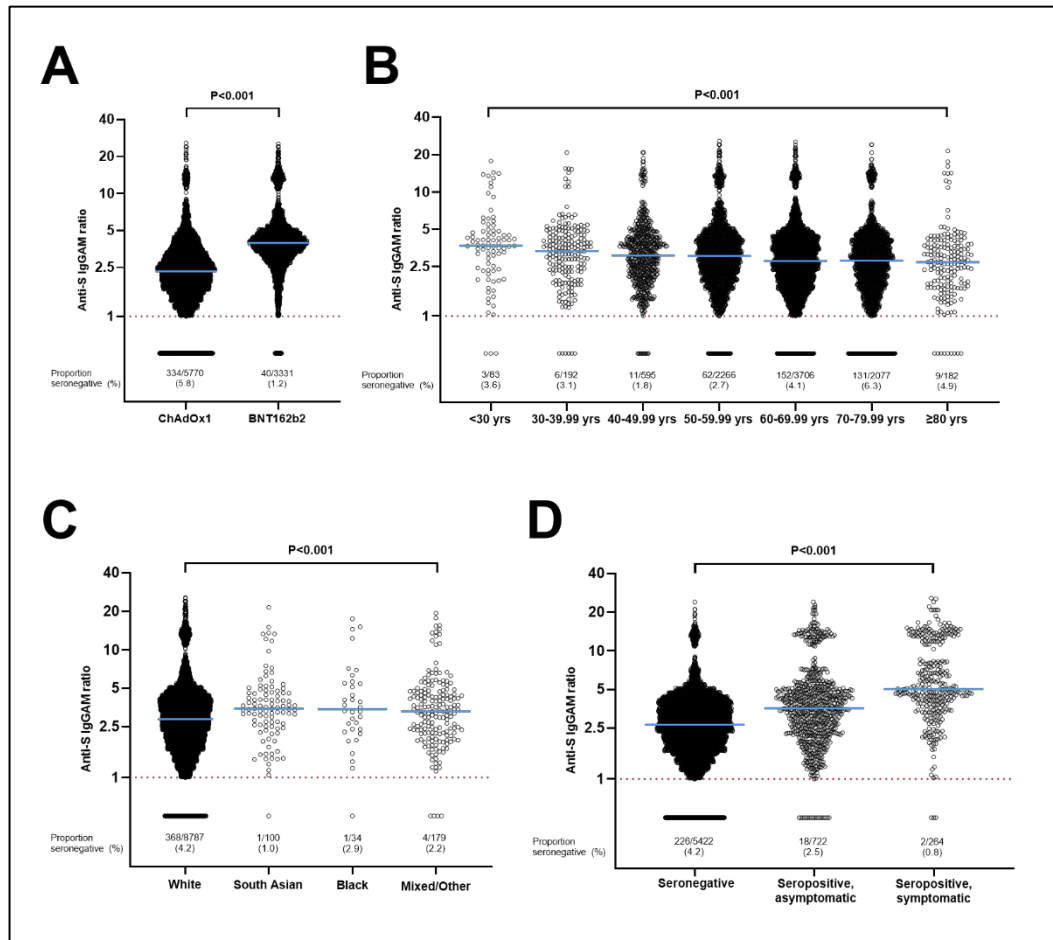 A
P<0.001
Anti-S IgGAM ratio
40
20
10
5
2.5
1
Proportion
seronegative (%)
334/5770
(5.8)
40/3331
(1.2)
ChAdOx1
BNT162b2
B
P<0.001
Anti-S IgGAM ratio
40
20
10
5
2.5
1
Proportion
seronegative (%)
3/83
(3.6)
6/192
(3.1)
11/595
(1.8)
62/2266
(2.7)
152/3706
(4.1)
131/2077
(6.3)
9/182
(4.9)
<30 yrs
30-39.99 yrs
40-49.99 yrs
50-59.99 yrs
60-69.99 yrs
70-79.99 yrs
≥80 yrs
C
P<0.001
Anti-S IgGAM ratio
40
20
10
5
2.5
1
Proportion
seronegative (%)
368/8787
(4.2)
1/100
(1.0)
1/34
(2.9)
4/179
(2.2)
White
South Asian
Black
Mixed/Other
D
P<0.001
Anti-S IgGAM ratio
40
20
10
5
2.5
1
Proportion
seronegative (%)
226/5422
(4.2)
18/722
(2.5)
2/264
(0.8)
Seronegative
Seropositive,
asymptomatic
Seropositive,
symptomatic